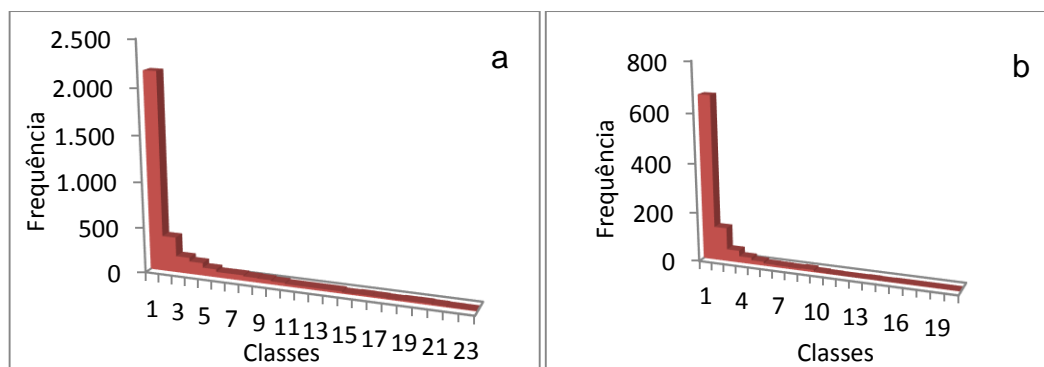 a
2.500
2.000
1.500
1.000
500
0
Frequência
1 3 5 7 9 11 13 15 17 19 21 23
Classes
b
800
600
400
200
0
Frequência
1 4 7 10 13 16 19
Classes